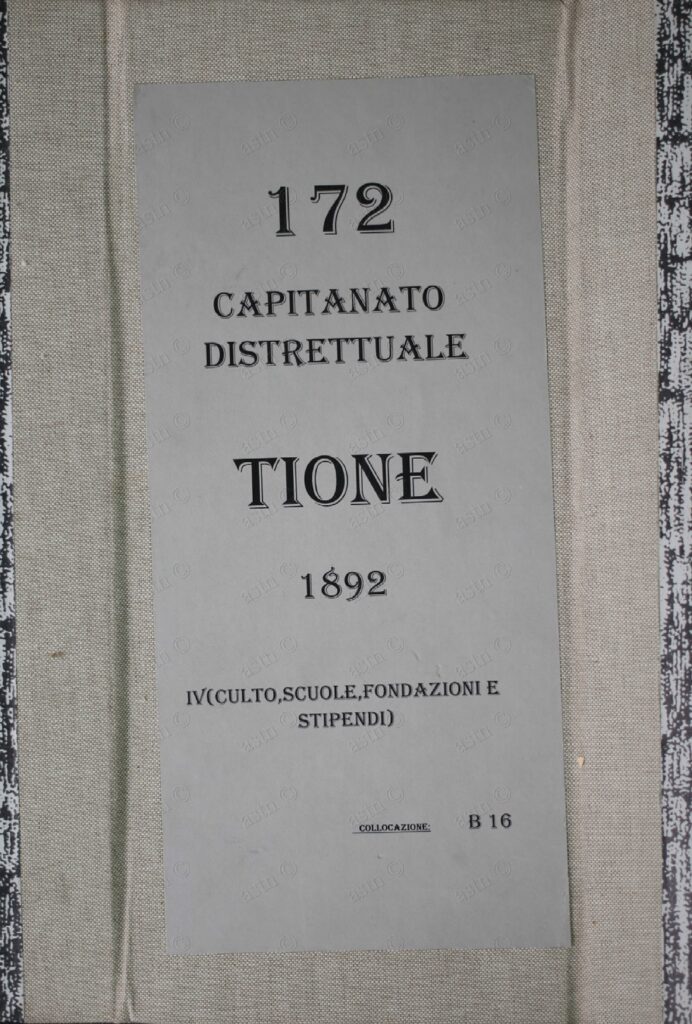 172
CAPITANATO
DISTRETTUALE
TIONE
1892
IV(CULTO,SCUOLE,FONDAZIONI E
STIPENDI)
COLLOCAZIONE: B 16